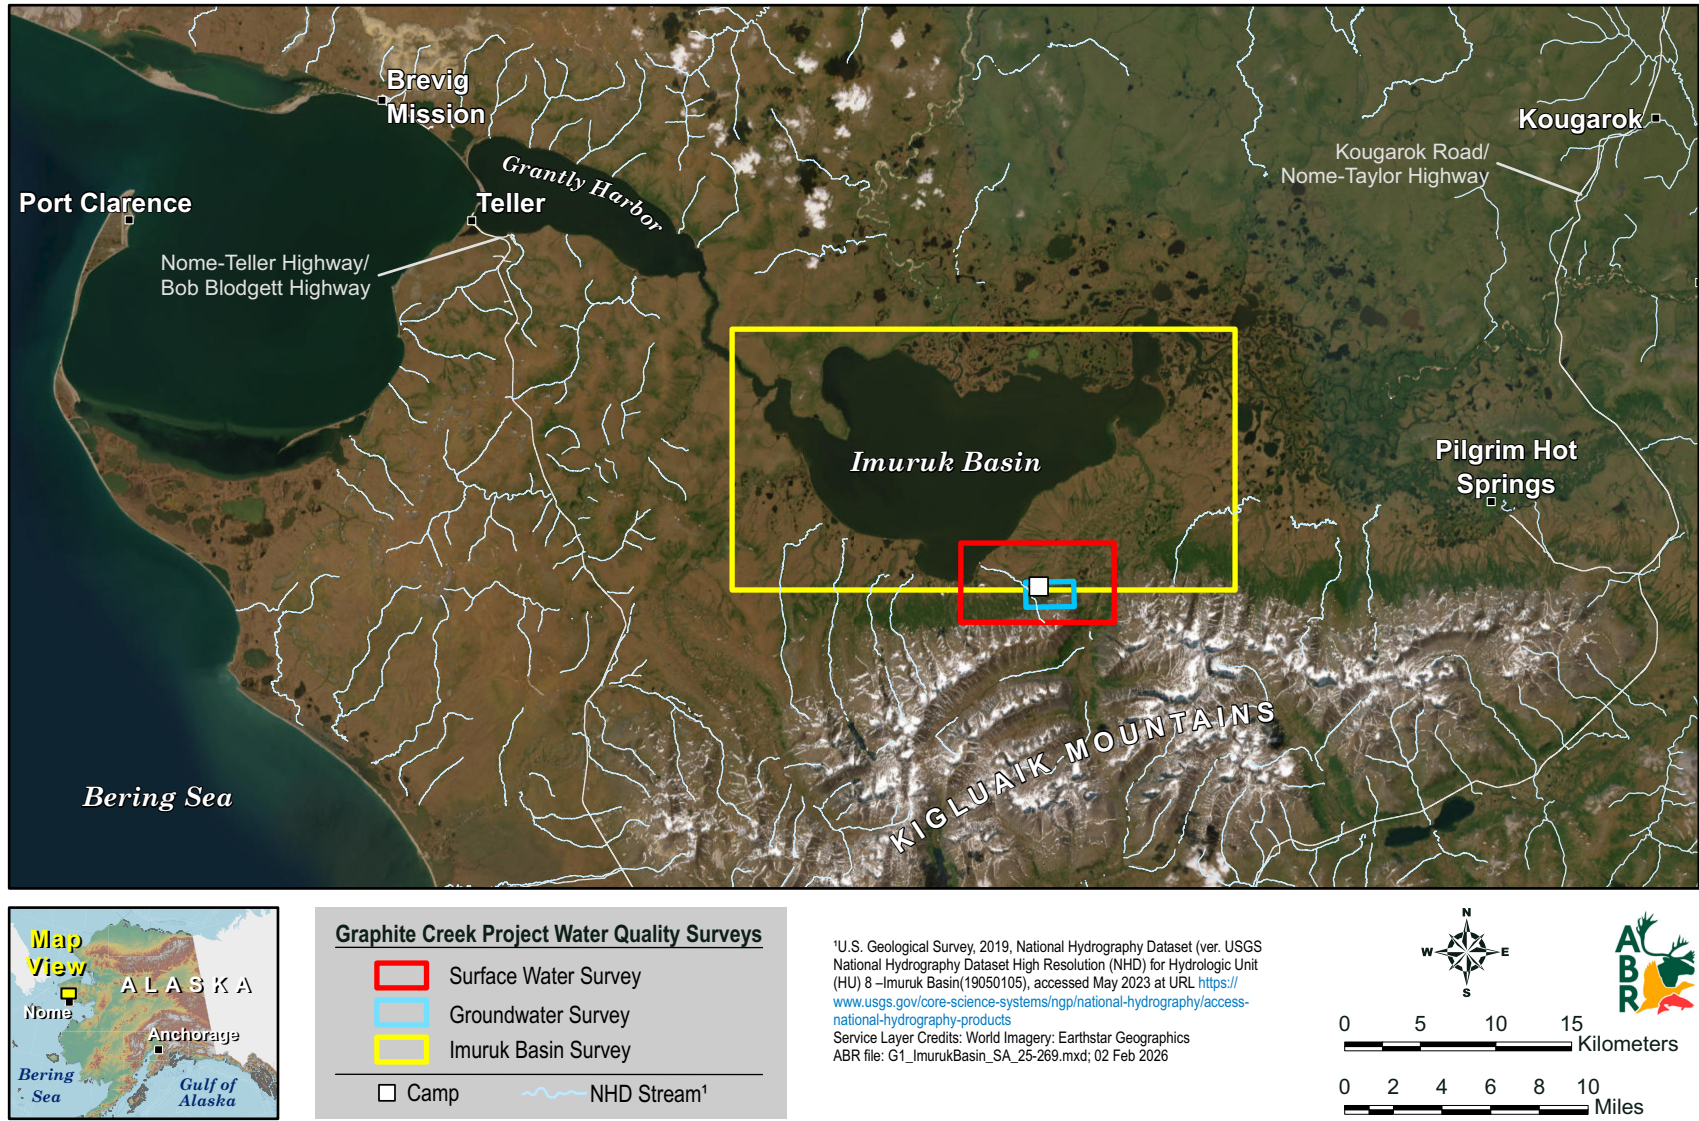 Brevig
Mission
Kougarok
Grantly Harbor
Kougarok Road/
Nome-Taylor Highway
Port Clarence
Teller
Nome-Teller Highway/
Bob Blodgett Highway
Imuruk Basin
Pilgrim Hot
Springs
KIGLUAIK MOUNTAINS
Bering Sea
Map
View
ALASKA
Nome
Anchorage
Bering
Sea
Gulf of
Alaska
Graphite Creek Project Water Quality Surveys
Surface Water Survey
Groundwater Survey
Imuruk Basin Survey
Camp
NHD Stream¹
¹U.S. Geological Survey, 2019, National Hydrography Dataset (ver. USGS
National Hydrography Dataset High Resolution (NHD) for Hydrologic Unit
(HU) 8 –Imuruk Basin(19050105), accessed May 2023 at URL https://
www.usgs.gov/core-science-systems/ngp/national-hydrography/access-
national-hydrography-products
Service Layer Credits: World Imagery: Earthstar Geographics
ABR file: G1_ImurukBasin_SA_25-269.mxd; 02 Feb 2026
N
W E
S
ABR
0 5 10 15
Kilometers
0 2 4 6 8 10
Miles